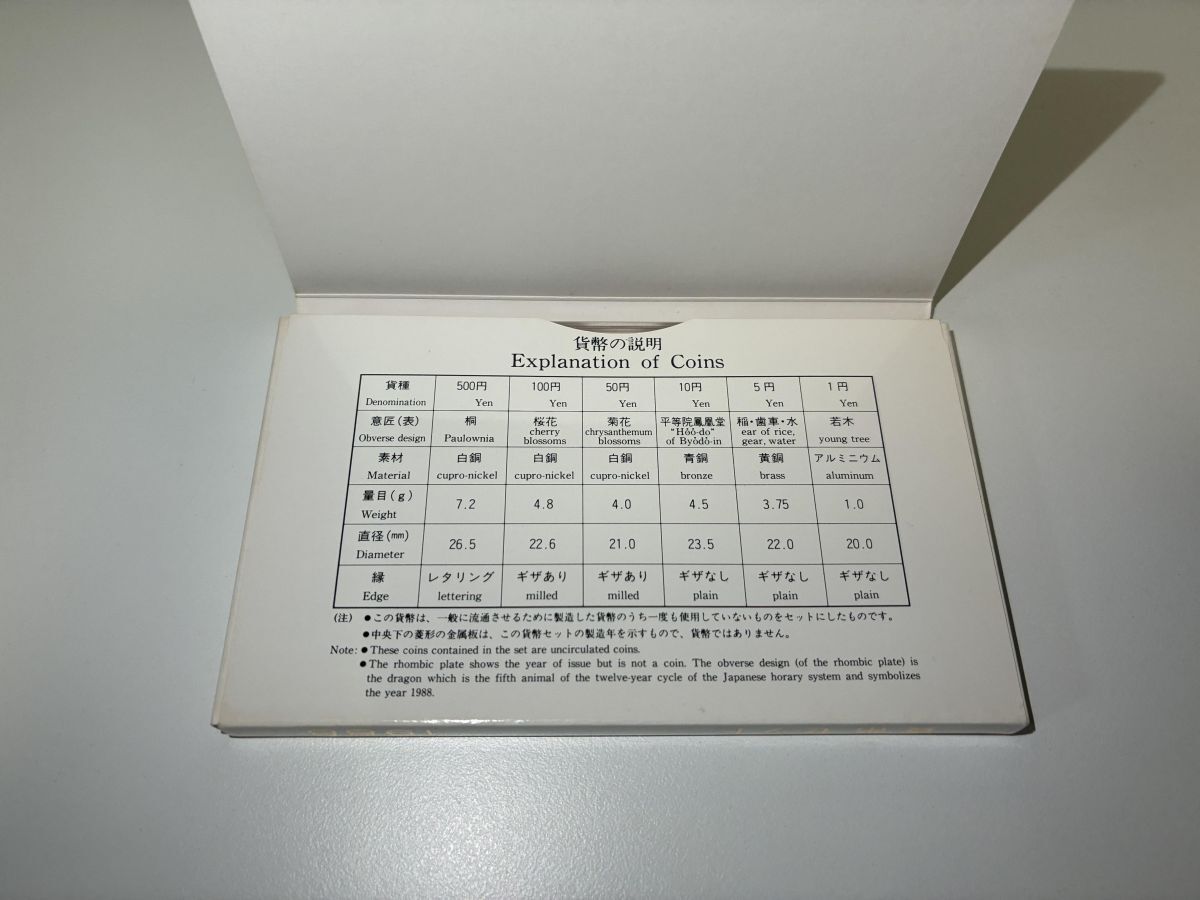 貨幣の説明
Explanation of Coins
貨種 500円 100円 50円 10円 5円 1円
Denomination Yen Yen Yen Yen Yen Yen
意匠(表) 桐 桜花 菊花 平等院鳳凰堂 稲・歯車・水 若木
Obverse design Paulownia cherry blossoms chrysanthemum blossoms "Hôô-do" of Byôdô-in ear of rice, gear, water young tree
素材 白銅 白銅 白銅 青銅 黄銅 アルミニウム
Material cupro-nickel cupro-nickel cupro-nickel bronze brass aluminum
量目(g) 7.2 4.8 4.0 4.5 3.75 1.0
Weight
直径(mm) 26.5 22.6 21.0 23.5 22.0 20.0
Diameter
縁 レタリング ギザあり ギザあり ギザなし ギザなし ギザなし
Edge lettering milled milled plain plain plain
(注) ●この貨幣は、一般に流通させるために製造した貨幣のうち一度も使用していないものをセットにしたものです。
●中央下の菱形の金属板は、この貨幣セットの製造年を示すもので、貨幣ではありません。
Note: ● These coins contained in the set are uncirculated coins.
● The rhombic plate shows the year of issue but is not a coin. The obverse design (of the rhombic plate) is
the dragon which is the fifth animal of the twelve-year cycle of the Japanese horary system and symbolizes
the year 1988.